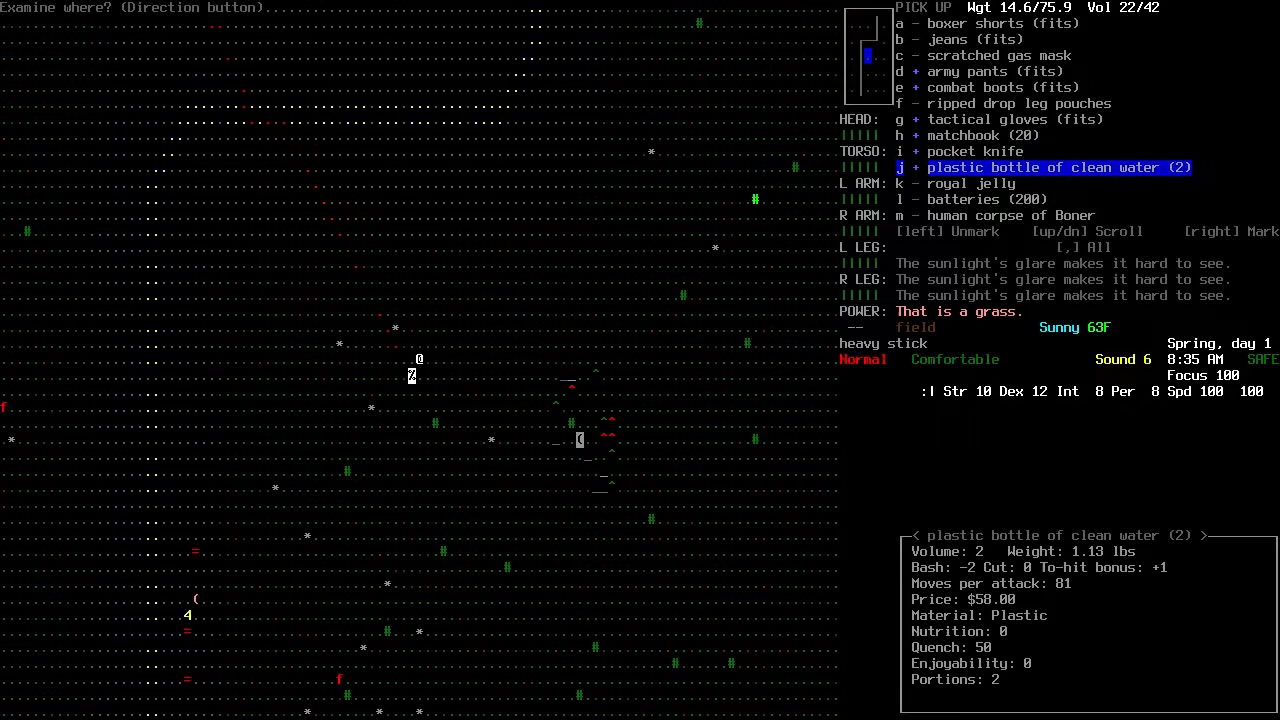 Examine where? (Direction button)
PICK UP Wgt 14.6/75.9 Vol 22/42
a - boxer shorts (fits)
b - jeans (fits)
c - scratched gas mask
d + army pants (fits)
e + combat boots (fits)
f - ripped drop leg pouches
HEAD: g + tactical gloves (fits)
||||| h + matchbook (20)
TORSO: i + pocket knife
||||| j + plastic bottle of clean water (2)
L ARM: k - royal jelly
||||| l - batteries (200)
R ARM: m - human corpse of Boner
||||| [left] Unmark [up/dn] Scroll [right] Mark
L LEG: [,] All
||||| The sunlight's glare makes it hard to see.
R LEG: The sunlight's glare makes it hard to see.
||||| The sunlight's glare makes it hard to see.
POWER: That is a grass.
-- field Sunny 63F
heavy stick Spring, day 1
Normal Comfortable Sound 6 8:35 AM SAFE
Focus 100
:| Str 10 Dex 12 Int 8 Per 8 Spd 100 100
< plastic bottle of clean water (2) >
Volume: 2 Weight: 1.13 lbs
Bash: -2 Cut: 0 To-hit bonus: +1
Moves per attack: 81
Price: $58.00
Material: Plastic
Nutrition: 0
Quench: 50
Enjoyability: 0
Portions: 2